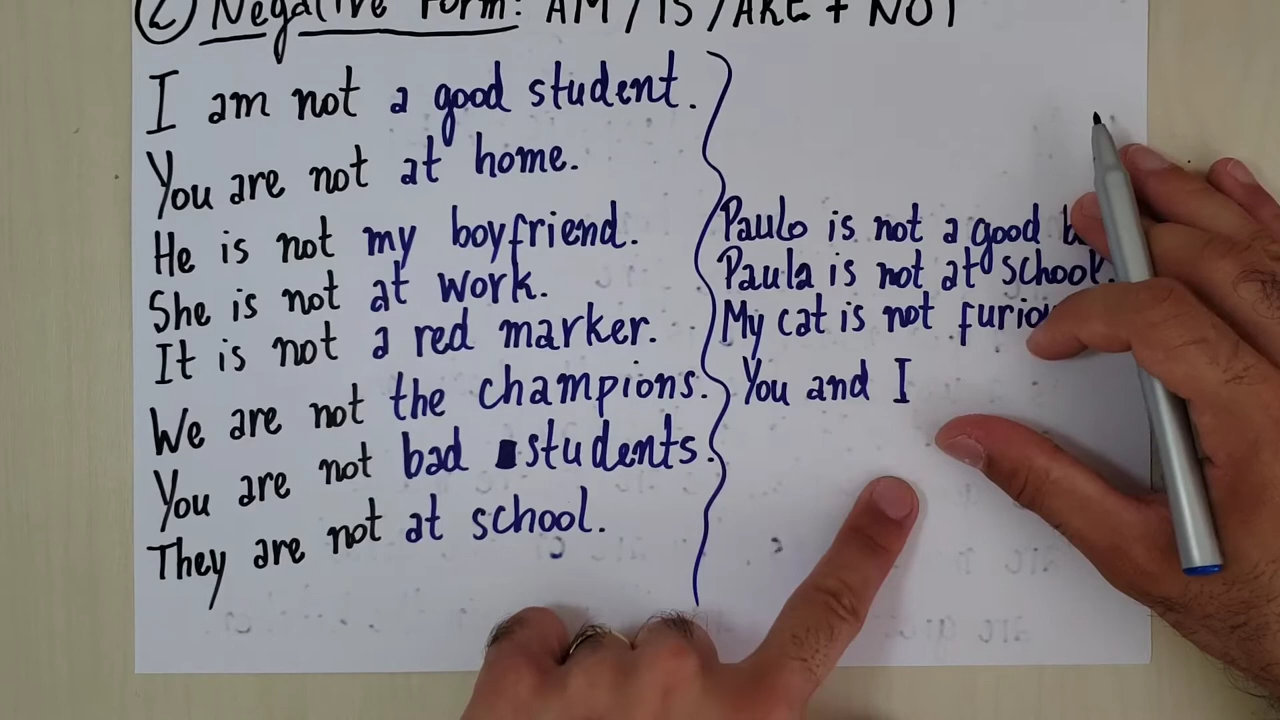 2 Negative Form: AM / IS / ARE + NOT
I am not a good student.
You are not at home.
He is not my boyfriend.
She is not at work.
It is not a red marker.
We are not the champions.
You are not bad students.
They are not at school.
Paulo is not a good
Paula is not at school.
My cat is not
You and I